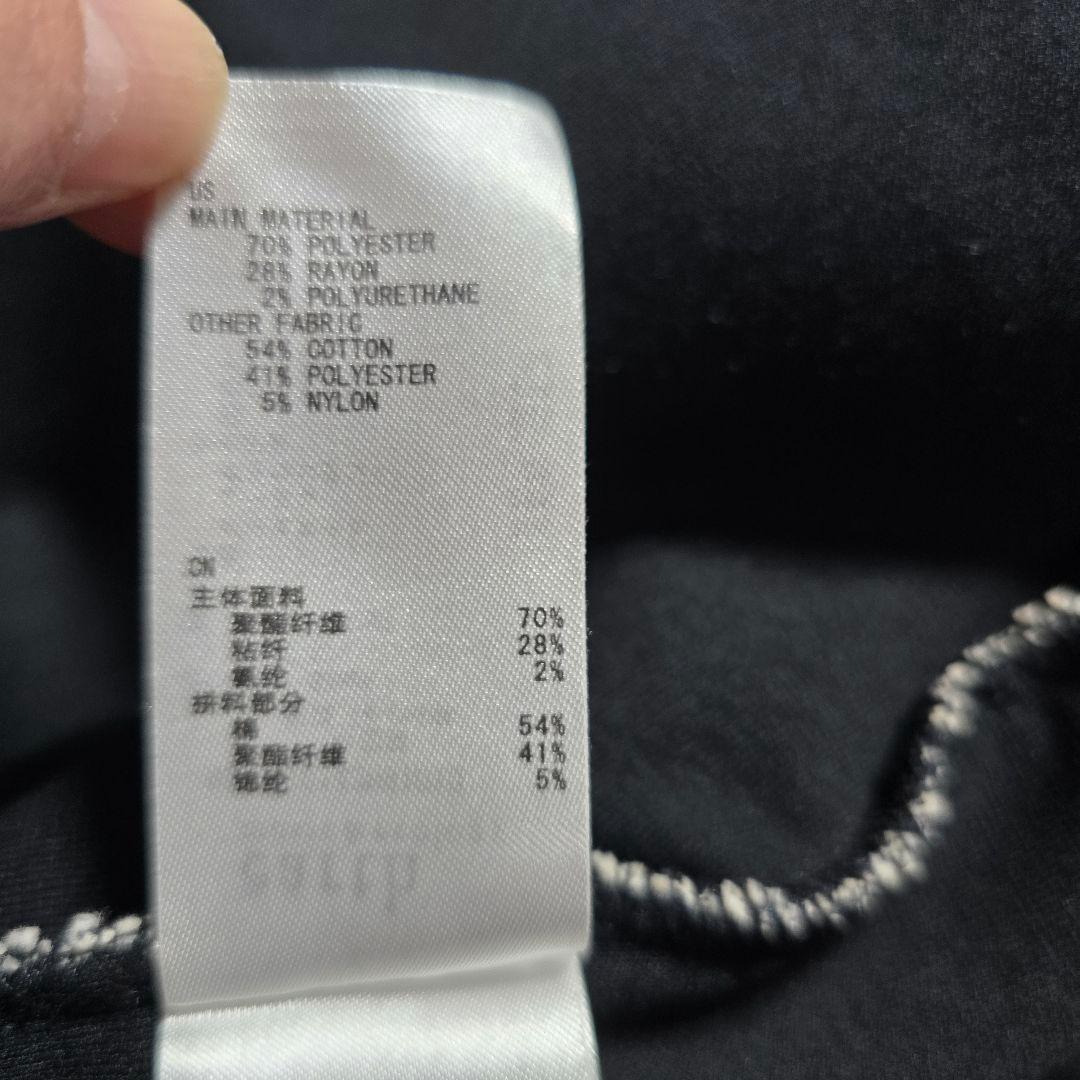 US
MAIN MATERIAL
70% POLYESTER
28% RAYON
2% POLYURETHANE
OTHER FABRIC
54% COTTON
41% POLYESTER
5% NYLON
CN
主体面料
聚酯纤维 70%
粘纤 28%
氨纶 2%
拼料部分
棉 54%
聚酯纤维 41%
锦纶 5%